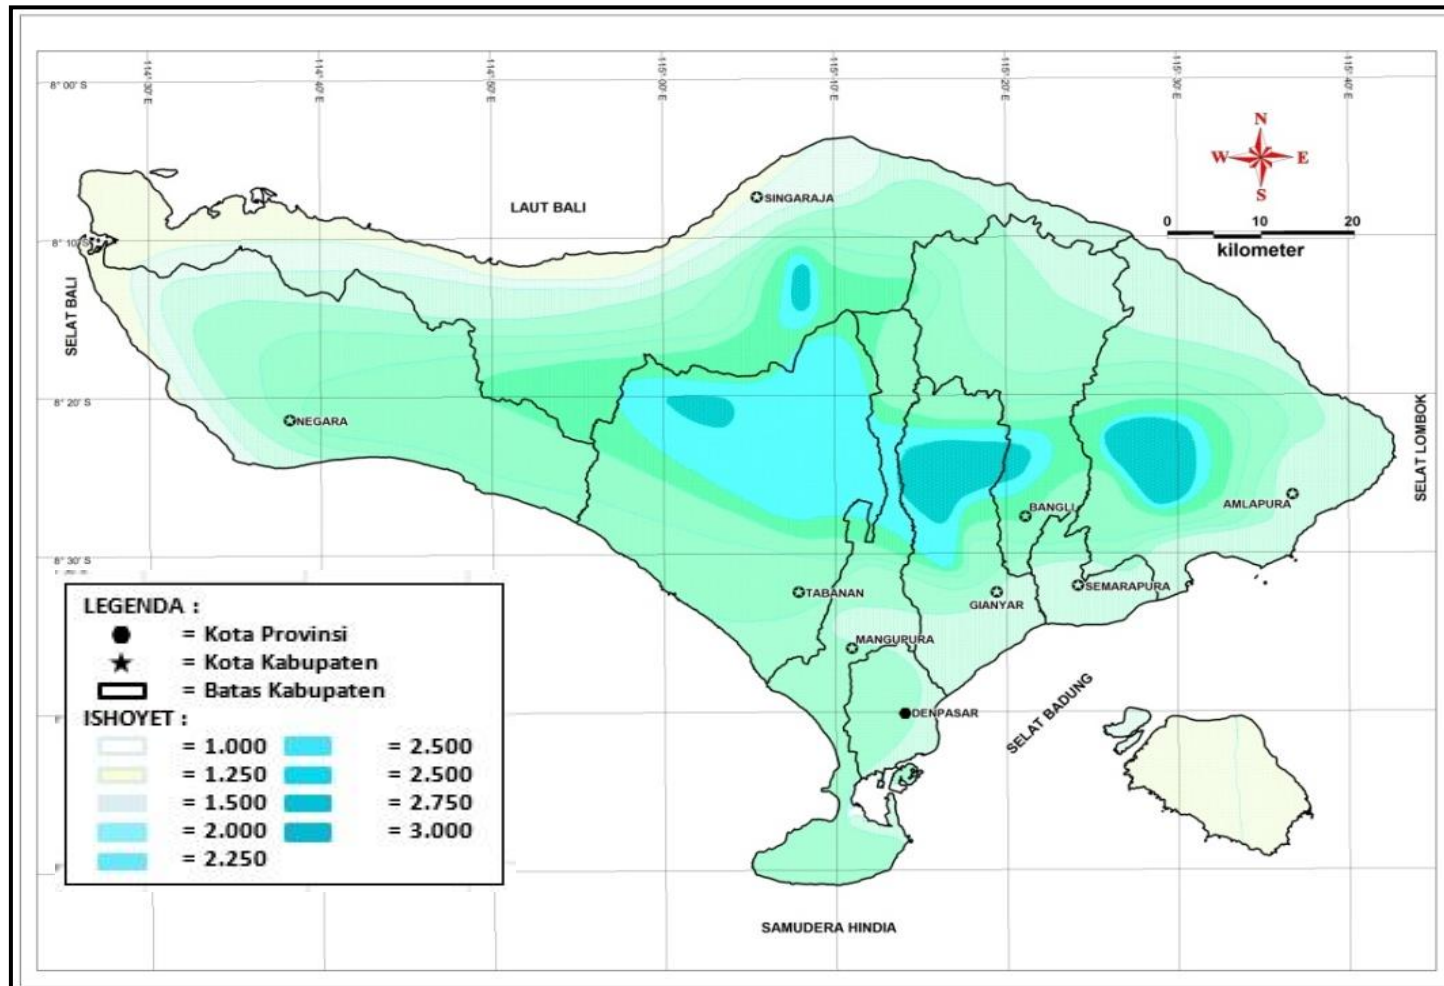 114°30' E
114°40' E
114°50' E
115°00' E
115°10' E
115°20' E
115°30' E
115°40' E
8° 00' S
N
W E
S
SINGARAJA
LAUT BALI
0 10 20
kilometer
8° 10' S
SELAT BALI
8° 20' S
NEGARA
SELAT LOMBOK
AMLAPURA
BANGLI
8° 30' S
TABANAN
GIANYAR
SEMARAPURA
MANGUPURA
DENPASAR
SELAT BADUNG
SAMUDERA HINDIA
LEGENDA :
= Kota Provinsi
= Kota Kabupaten
= Batas Kabupaten
ISHOYET :
= 1.000 = 2.500
= 1.250 = 2.500
= 1.500 = 2.750
= 2.000 = 3.000
= 2.250